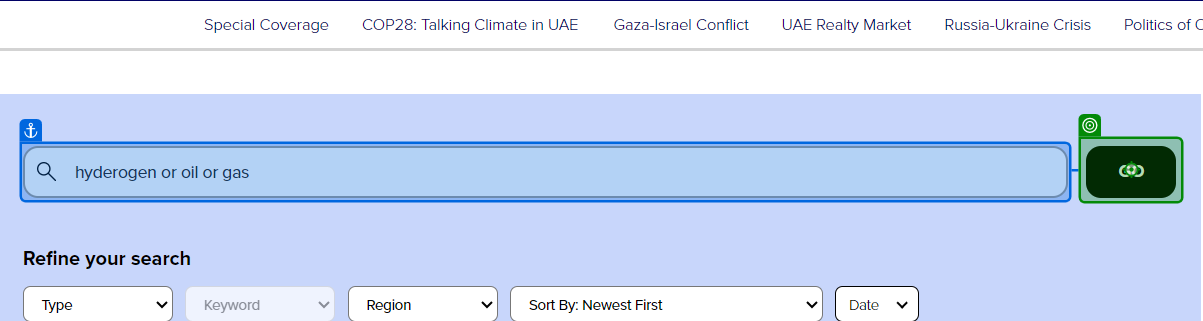 Special Coverage COP28: Talking Climate in UAE Gaza-Israel Conflict UAE Realty Market Russia-Ukraine Crisis Politics of
hyderogen or oil or gas
Refine your search
Type Keyword Region Sort By: Newest First Date